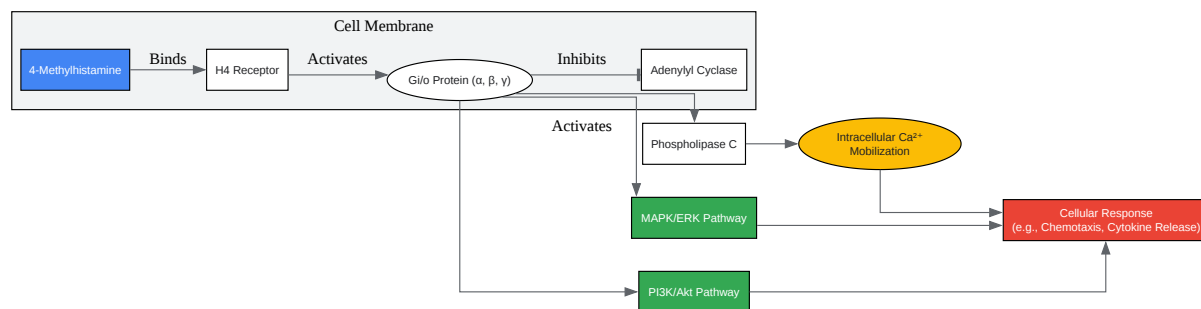 Cell Membrane
4-Methylhistamine
Binds
H4 Receptor
Activates
Gi/o Protein (α, β, γ)
Inhibits
Adenylyl Cyclase
Activates
Phospholipase C
Intracellular Ca²⁺
Mobilization
MAPK/ERK Pathway
Cellular Response
(e.g., Chemotaxis, Cytokine Release)
PI3K/Akt Pathway